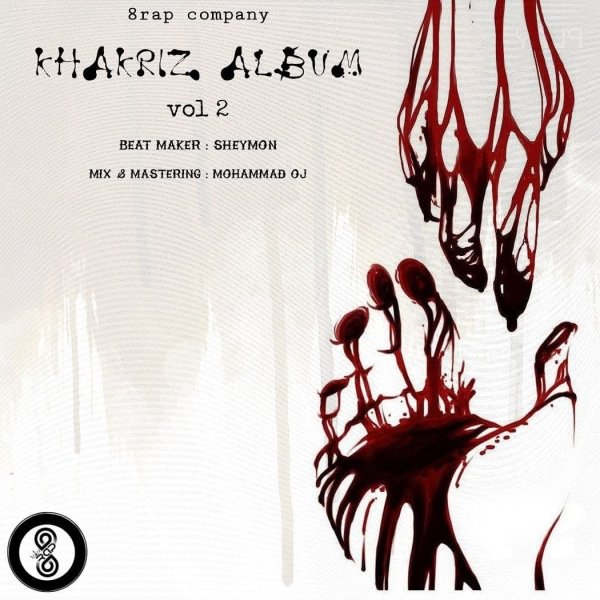 8rap company
KHAKRIZ ALBUM
vol 2
BEAT MAKER : SHEYMON
MIX & MASTERING : MOHAMMAD OJ